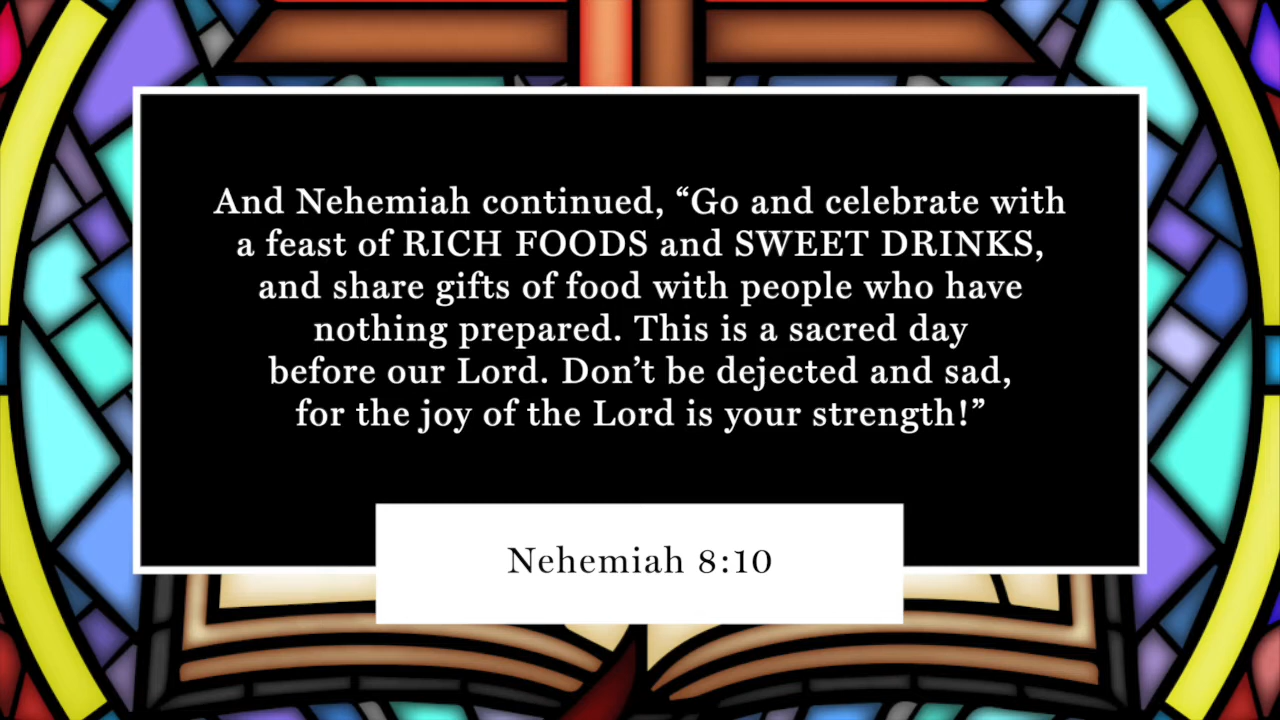 And Nehemiah continued, “Go and celebrate with
a feast of RICH FOODS and SWEET DRINKS,
and share gifts of food with people who have
nothing prepared. This is a sacred day
before our Lord. Don’t be dejected and sad,
for the joy of the Lord is your strength!”
Nehemiah 8:10